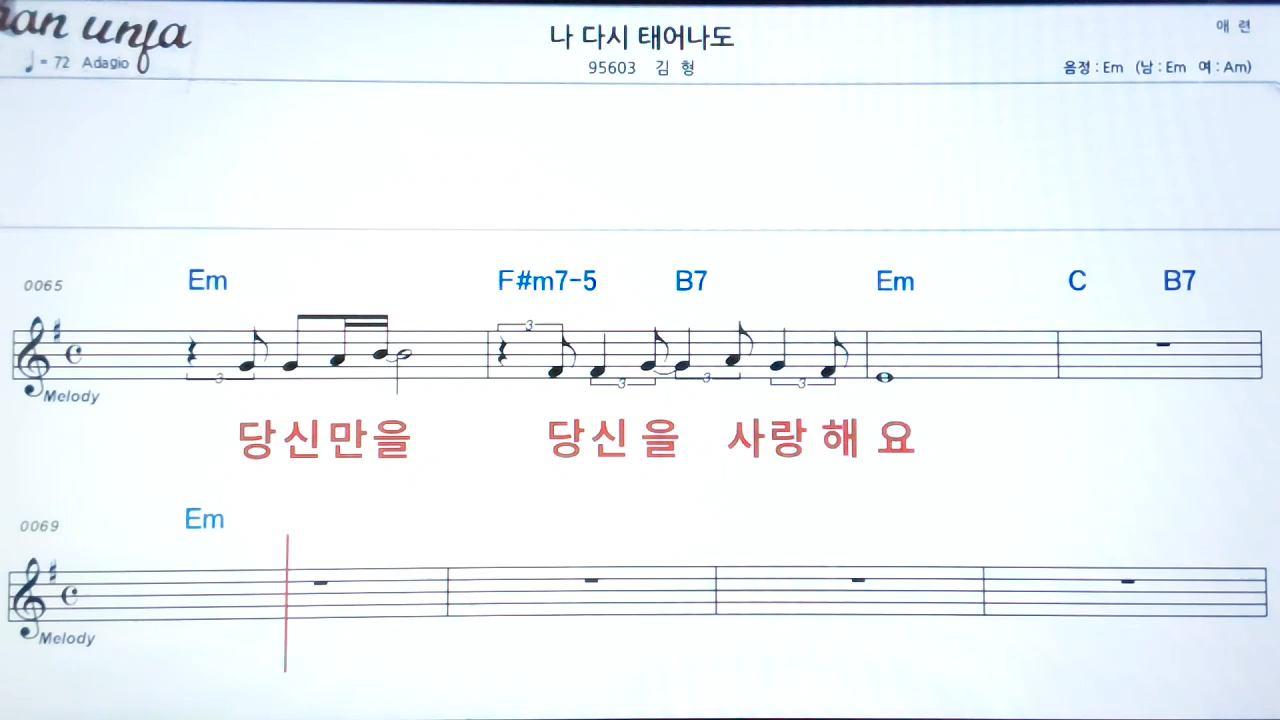 unja
나 다시 태어나도
애 련
♩ = 72 Adagio
95603 김 형
음정 : Em (남 : Em 여 : Am)
0065 Em F#m7-5 B7 Em C B7
3 3 3 3 3
Melody
당신만을 당신을 사랑해요
0069 Em
Melody